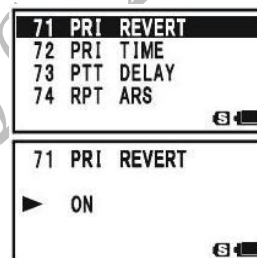 71 PRI REVERT
72 PRI TIME
73 PTT DELAY
74 RPT ARS
S
71 PRI REVERT
ON
S